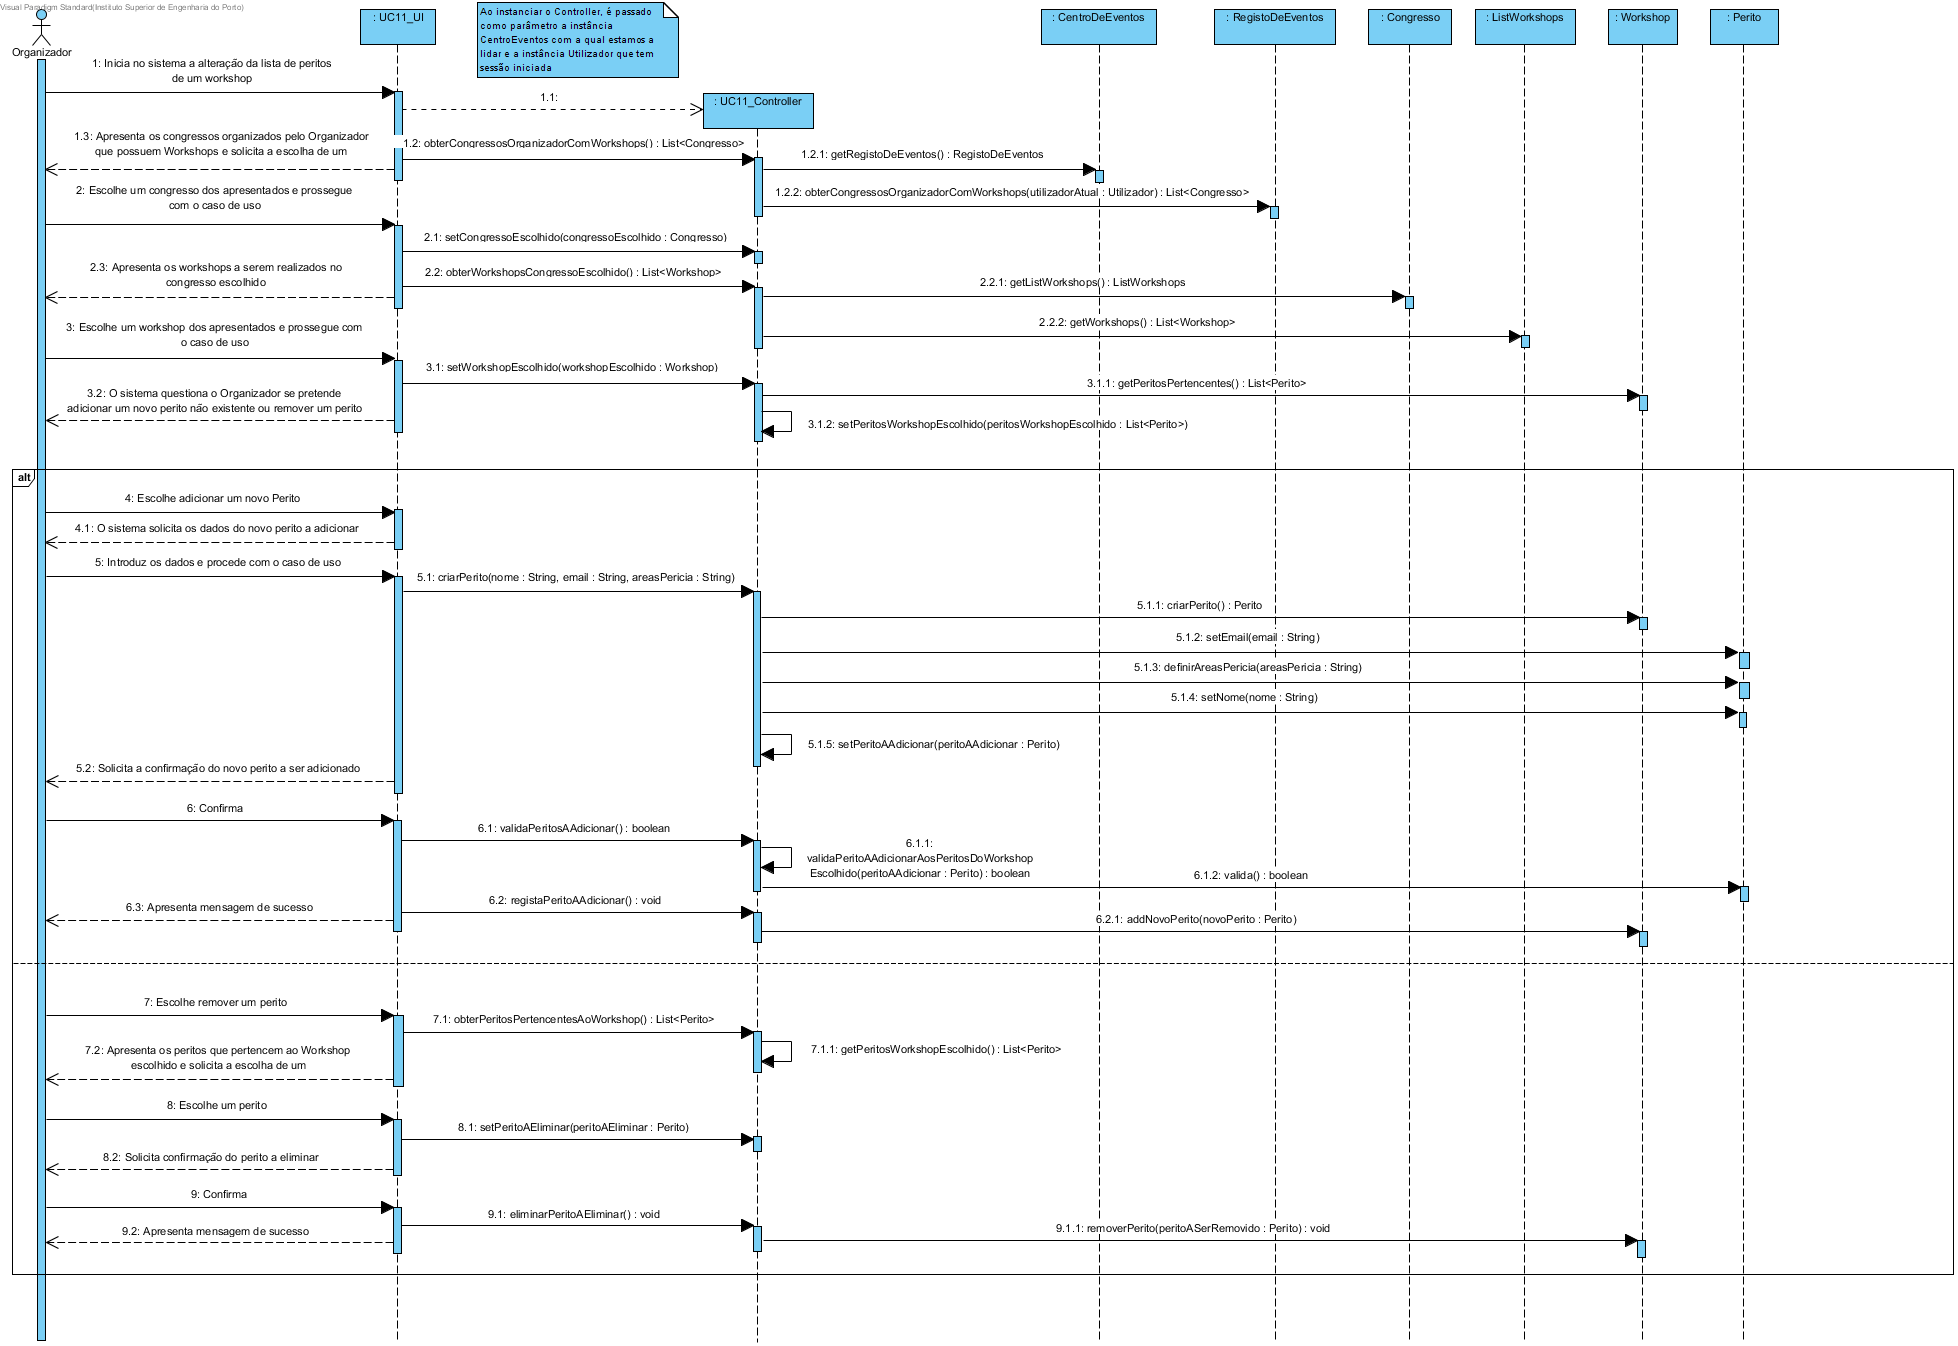 Visual Paradigm Standard(Instituto Superior de Engenharia do Porto)
Organizador
: UC11_UI
Ao instanciar o Controller, é passado
como parâmetro a instância
CentroEventos com a qual estamos a
lidar e a instância Utilizador que tem
sessão iniciada
: CentroDeEventos
: RegistoDeEventos
: Congresso
: ListWorkshops
: Workshop
: Perito
1: Inicia no sistema a alteração da lista de peritos
de um workshop
1.1:
: UC11_Controller
1.3: Apresenta os congressos organizados pelo Organizador
que possuem Workshops e solicita a escolha de um
1.2: obterCongressosOrganizadorComWorkshops() : List<Congresso>
1.2.1: getRegistoDeEventos() : RegistoDeEventos
2: Escolhe um congresso dos apresentados e prossegue
com o caso de uso
1.2.2: obterCongressosOrganizadorComWorkshops(utilizadorAtual : Utilizador) : List<Congresso>
2.1: setCongressoEscolhido(congressoEscolhido : Congresso)
2.3: Apresenta os workshops a serem realizados no
congresso escolhido
2.2: obterWorkshopsCongressoEscolhido() : List<Workshop>
2.2.1: getListWorkshops() : ListWorkshops
3: Escolhe um workshop dos apresentados e prossegue com
o caso de uso
2.2.2: getWorkshops() : List<Workshop>
3.1: setWorkshopEscolhido(workshopEscolhido : Workshop)
3.2: O sistema questiona o Organizador se pretende
adicionar um novo perito não existente ou remover um perito
3.1.1: getPeritosPertencentes() : List<Perito>
3.1.2: setPeritosWorkshopEscolhido(peritosWorkshopEscolhido : List<Perito>)
alt
4: Escolhe adicionar um novo Perito
4.1: O sistema solicita os dados do novo perito a adicionar
5: Introduz os dados e procede com o caso de uso
5.1: criarPerito(nome : String, email : String, areasPericia : String)
5.1.1: criarPerito() : Perito
5.1.2: setEmail(email : String)
5.1.3: definirAreasPericia(areasPericia : String)
5.1.4: setNome(nome : String)
5.1.5: setPeritoAAdicionar(peritoAAdicionar : Perito)
5.2: Solicita a confirmação do novo perito a ser adicionado
6: Confirma
6.1: validaPeritosAAdicionar() : boolean
6.1.1:
validaPeritoAAdicionarAosPeritosDoWorkshop
Escolhido(peritoAAdicionar : Perito) : boolean
6.1.2: valida() : boolean
6.3: Apresenta mensagem de sucesso
6.2: registaPeritoAAdicionar() : void
6.2.1: addNovoPerito(novoPerito : Perito)
7: Escolhe remover um perito
7.1: obterPeritosPertencentesAoWorkshop() : List<Perito>
7.2: Apresenta os peritos que pertencem ao Workshop
escolhido e solicita a escolha de um
7.1.1: getPeritosWorkshopEscolhido() : List<Perito>
8: Escolhe um perito
8.1: setPeritoAEliminar(peritoAEliminar : Perito)
8.2: Solicita confirmação do perito a eliminar
9: Confirma
9.1: eliminarPeritoAEliminar() : void
9.2: Apresenta mensagem de sucesso
9.1.1: removerPerito(peritoASerRemovido : Perito) : void